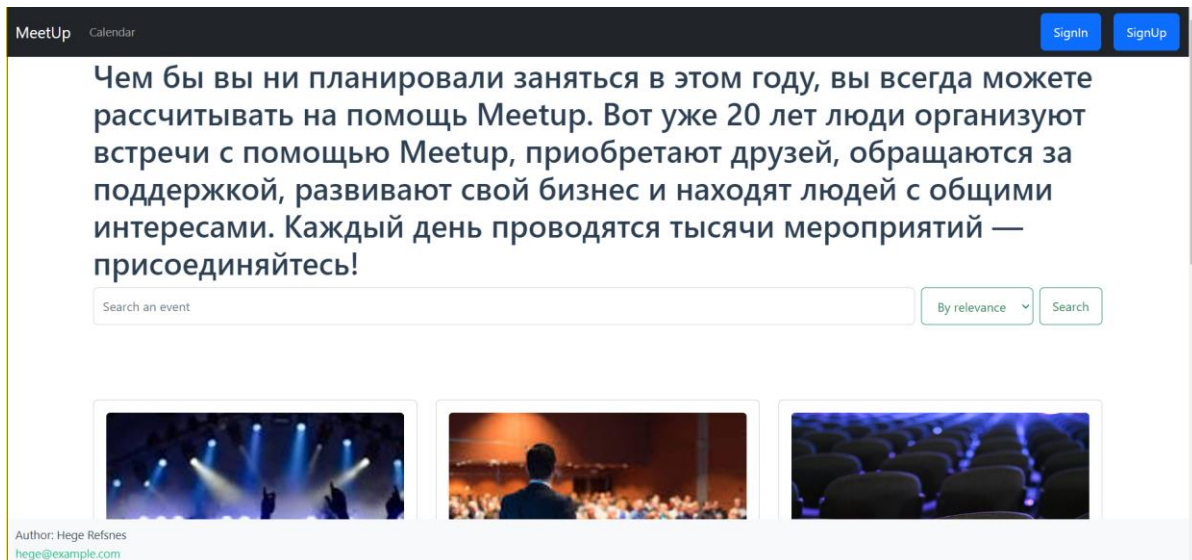 MeetUp Calendar SignIn SignUp
Чем бы вы ни планировали заняться в этом году, вы всегда можете
рассчитывать на помощь Meetup. Вот уже 20 лет люди организуют
встречи с помощью Meetup, приобретают друзей, обращаются за
поддержкой, развивают свой бизнес и находят людей с общими
интересами. Каждый день проводятся тысячи мероприятий —
присоединяйтесь!
Search an event By relevance Search
Author: Hege Refsnes
hege@example.com